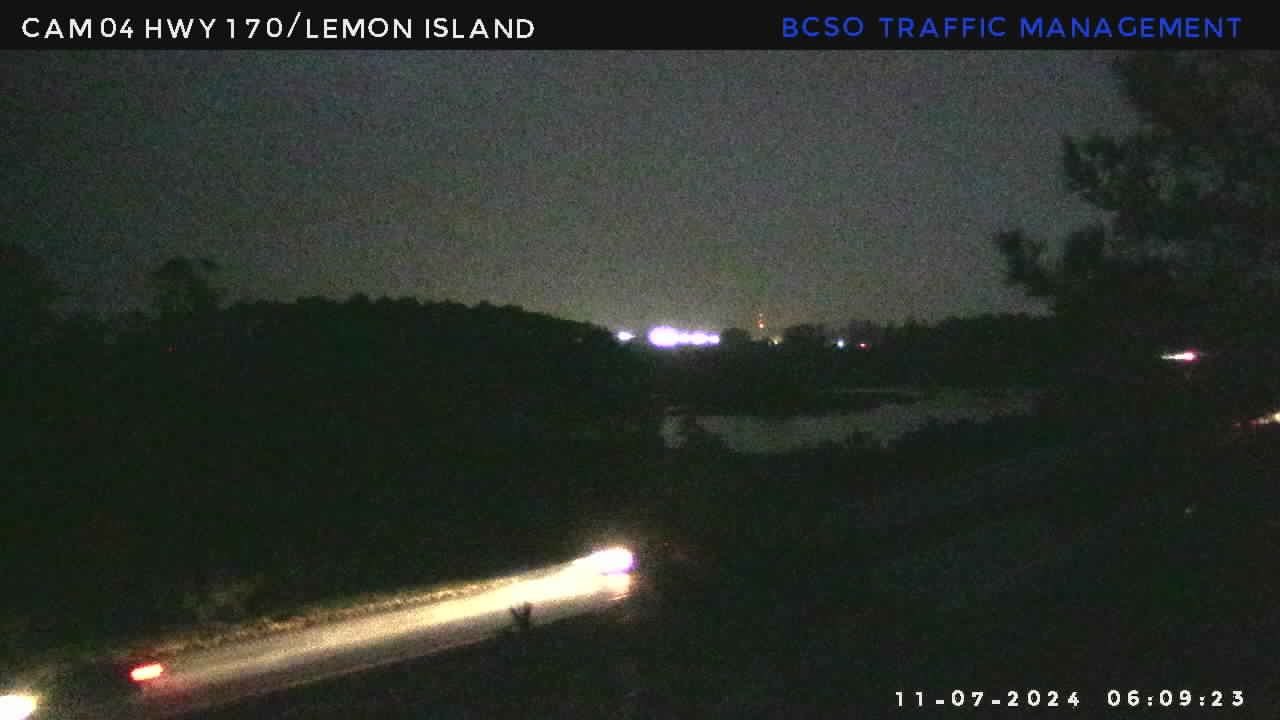 CAM04 HWY 170/LEMON ISLAND
BCSO TRAFFIC MANAGEMENT
11-07-2024 06:09:23